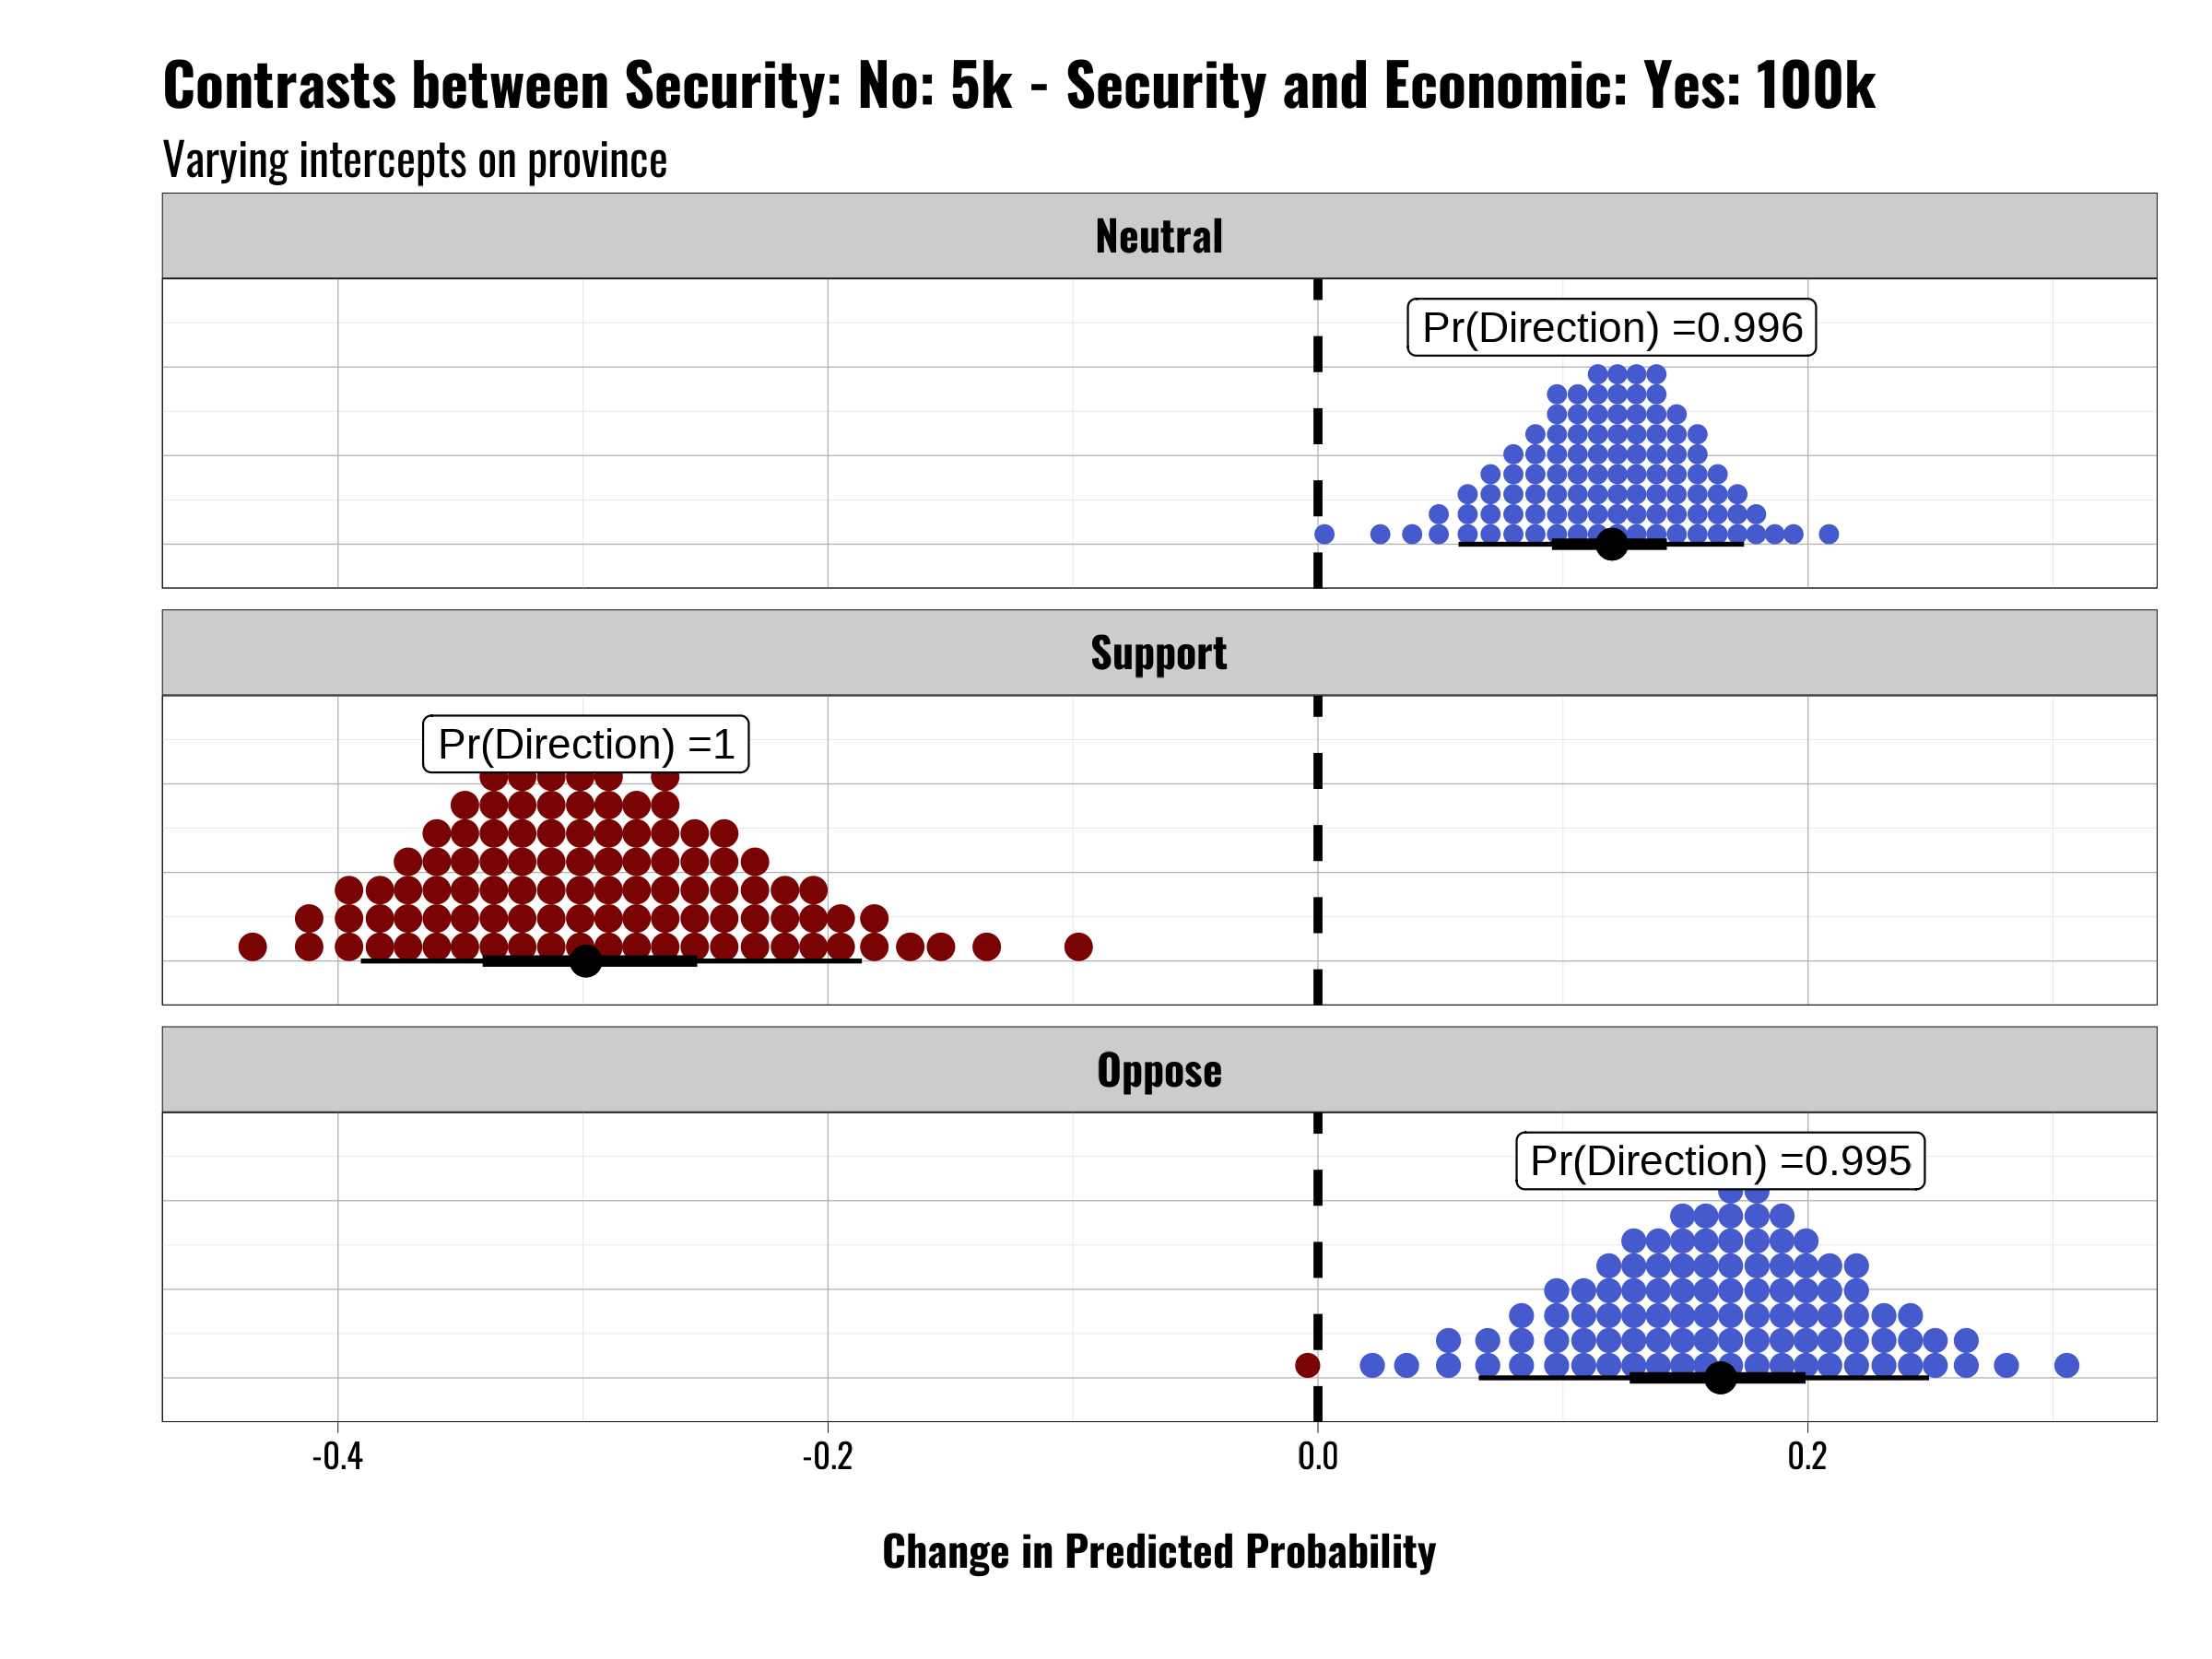 Contrasts between Security: No: 5k - Security and Economic: Yes: 100k
Varying intercepts on province
Neutral
Pr(Direction) =0.996
Support
Pr(Direction) =1
Oppose
Pr(Direction) =0.995
-0.4 -0.2 0.0 0.2
Change in Predicted Probability